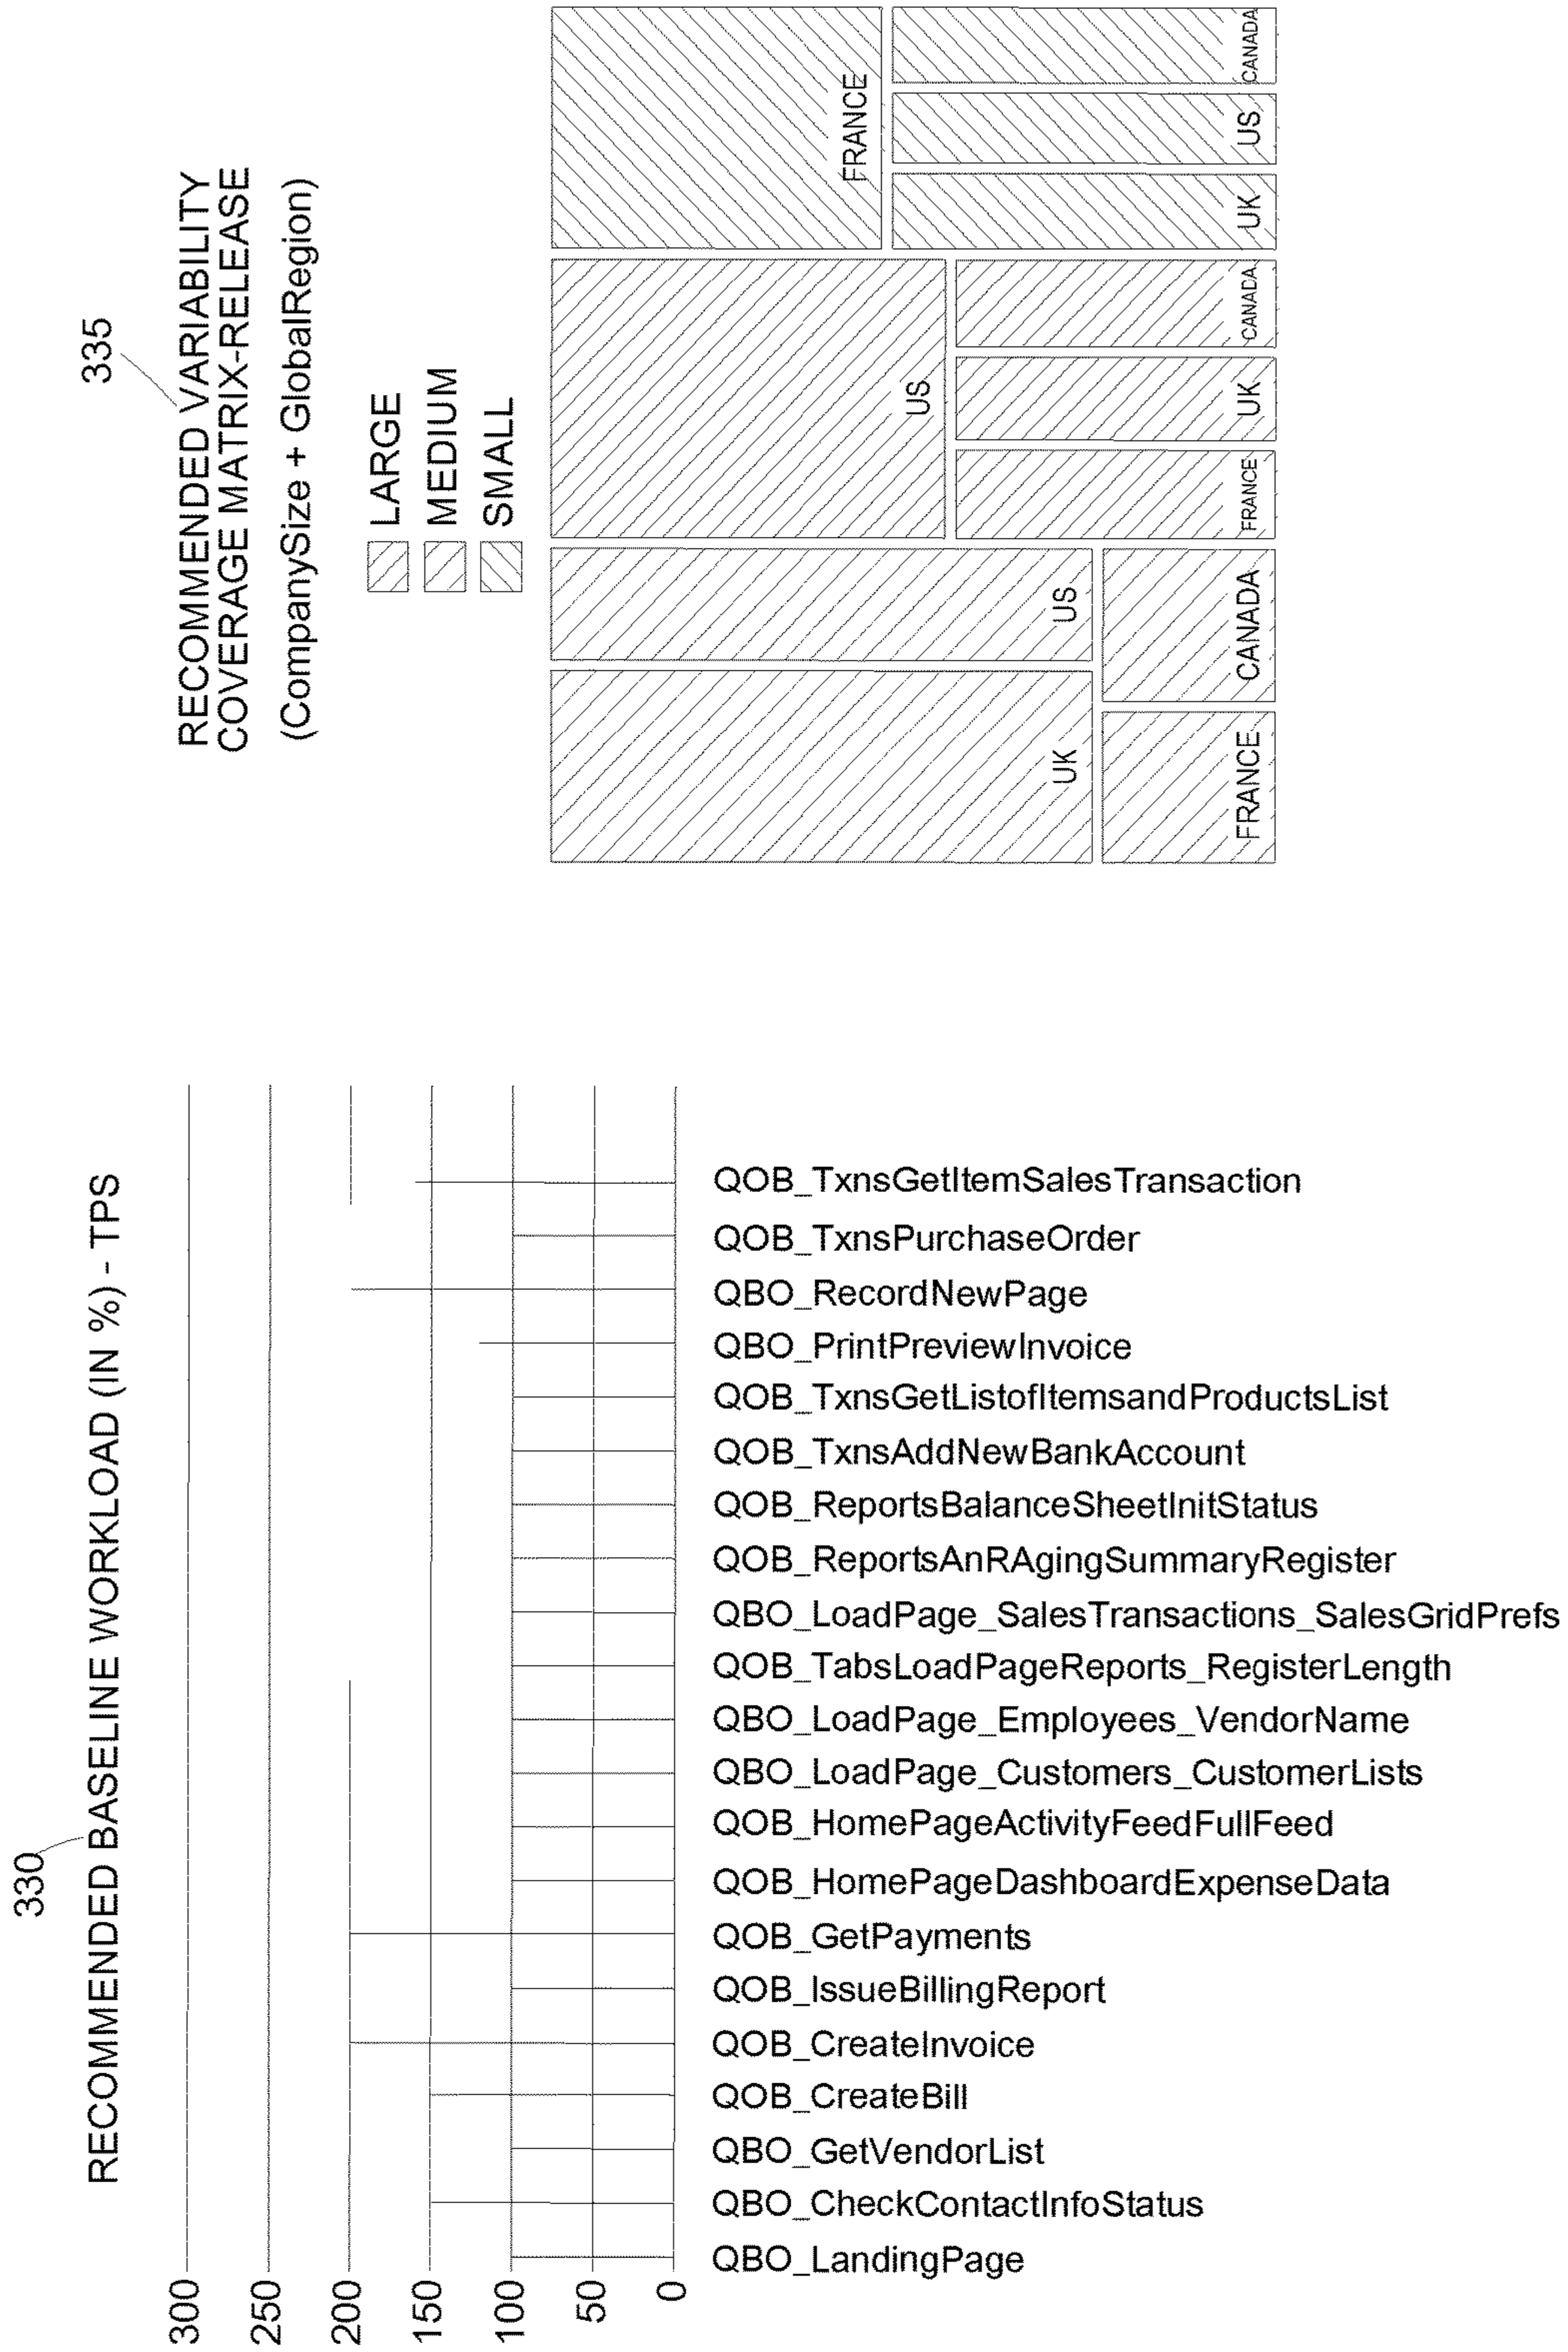 330
RECOMMENDED BASELINE WORKLOAD (IN %) - TPS
300
250
200
150
100
50
0
QBO_LandingPage
QBO_CheckContactInfoStatus
QBO_GetVendorList
QOB_CreateBill
QOB_CreateInvoice
QOB_IssueBillingReport
QOB_GetPayments
QOB_HomePageDashboardExpenseData
QOB_HomePageActivityFeedFullFeed
QBO_LoadPage_Customers_CustomerLists
QBO_LoadPage_Employees_VendorName
QOB_TabsLoadPageReports_RegisterLength
QBO_LoadPage_SalesTransactions_SalesGridPrefs
QOB_ReportsAnRAgingSummaryRegister
QOB_ReportsBalanceSheetInitStatus
QOB_TxnsAddNewBankAccount
QOB_TxnsGetListofItemsandProductsList
QBO_PrintPreviewInvoice
QBO_RecordNewPage
QOB_TxnsPurchaseOrder
QOB_TxnsGetItemSalesTransaction
335
RECOMMENDED VARIABILITY
COVERAGE MATRIX-RELEASE
(CompanySize + GlobalRegion)
LARGE
MEDIUM
SMALL
UK
US
FRANCE
CANADA
US
FRANCE
UK
CANADA
FRANCE
UK
US
CANADA